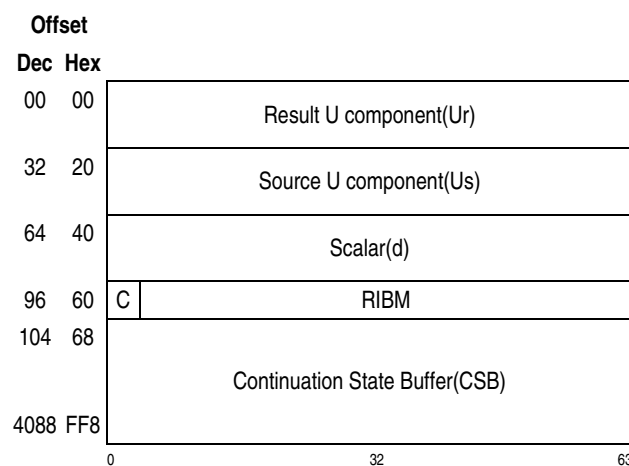 Offset
Dec Hex
00 00 Result U component(Ur)
32 20 Source U component(Us)
64 40 Scalar(d)
96 60 C RIBM
104 68
Continuation State Buffer(CSB)
4088 FF8
0 32 63